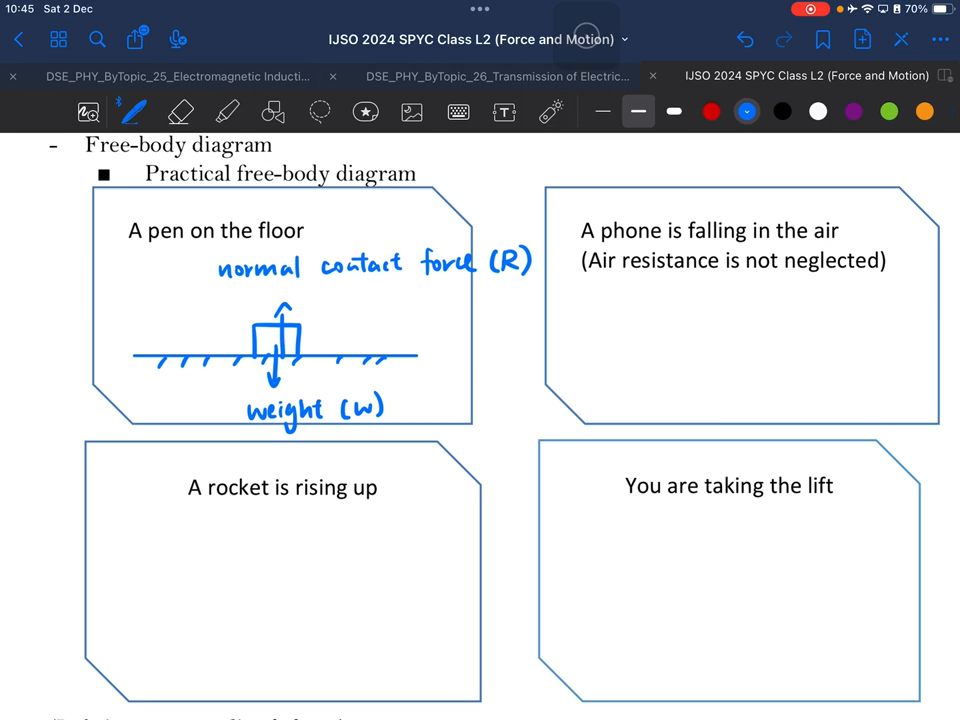 10:45 Sat 2 Dec
70%
IJSO 2024 SPYC Class L2 (Force and Motion)
DSE_PHY_ByTopic_25_Electromagnetic Inducti...
DSE_PHY_ByTopic_26_Transmission of Electric...
IJSO 2024 SPYC Class L2 (Force and Motion)
- Free-body diagram
■ Practical free-body diagram
A pen on the floor
normal contact force (R)
weight (W)
A phone is falling in the air
(Air resistance is not neglected)
A rocket is rising up
You are taking the lift